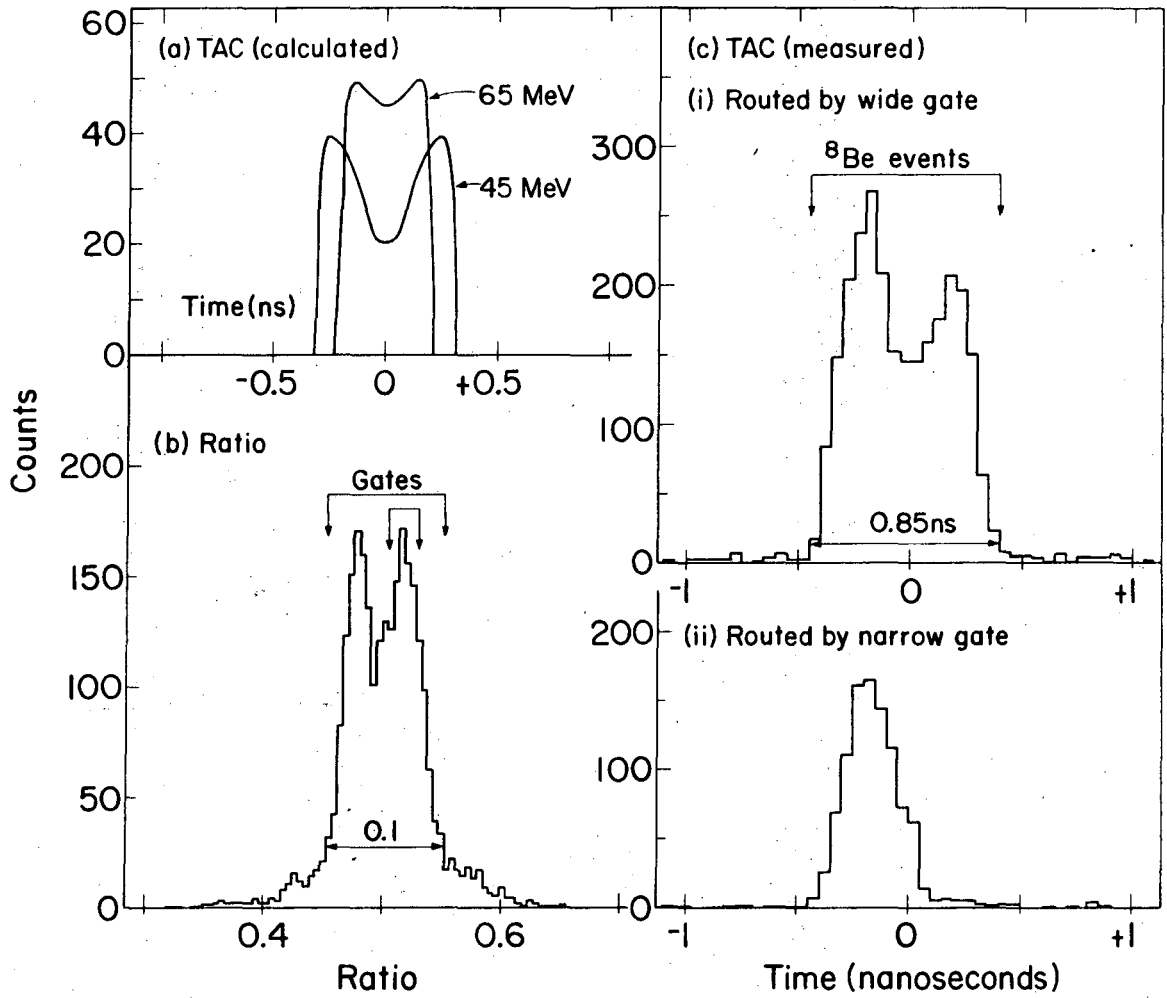 60
(a) TAC (calculated)
65 MeV
40
45 MeV
20
Time (ns)
0
-0.5 0 +0.5
Counts
(b) Ratio
200
Gates
150
100
50
0.1
0
0.4 0.6
Ratio
(c) TAC (measured)
(i) Routed by wide gate
300
8Be events
200
100
0.85ns
0
-1 0 +1
200
(ii) Routed by narrow gate
100
0
-1 0 +1
Time (nanoseconds)